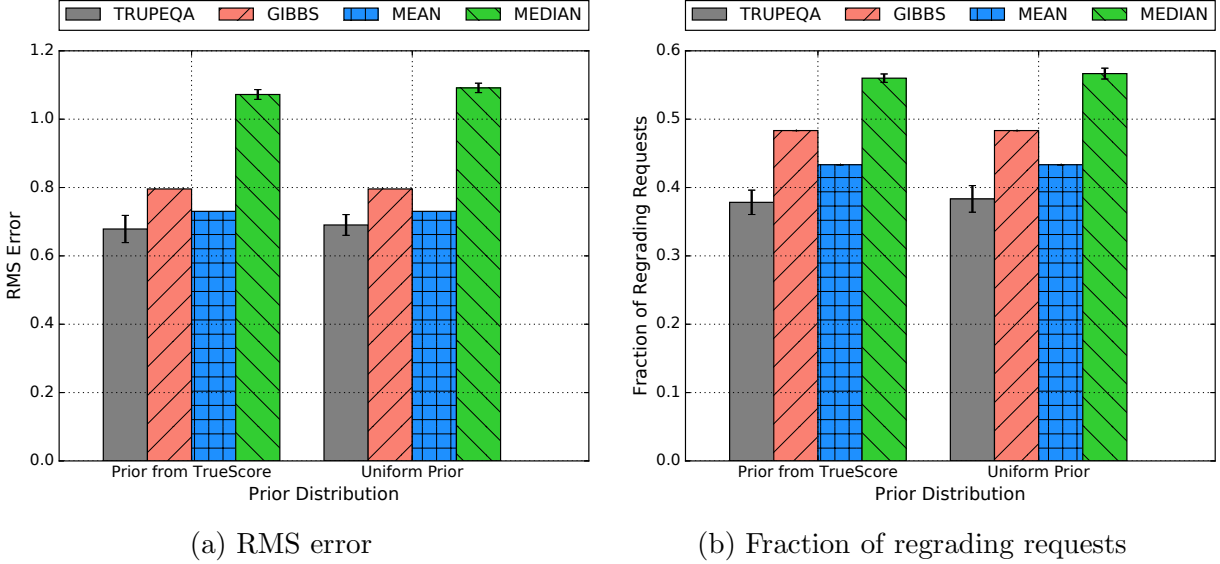 TRUPEQA GIBBS MEAN MEDIAN
1.2
1.0
0.8
0.6
0.4
0.2
0.0
RMS Error
Prior from TrueScore Uniform Prior
Prior Distribution
(a) RMS error
TRUPEQA GIBBS MEAN MEDIAN
0.6
0.5
0.4
0.3
0.2
0.1
0.0
Fraction of Regrading Requests
Prior from TrueScore Uniform Prior
Prior Distribution
(b) Fraction of regrading requests